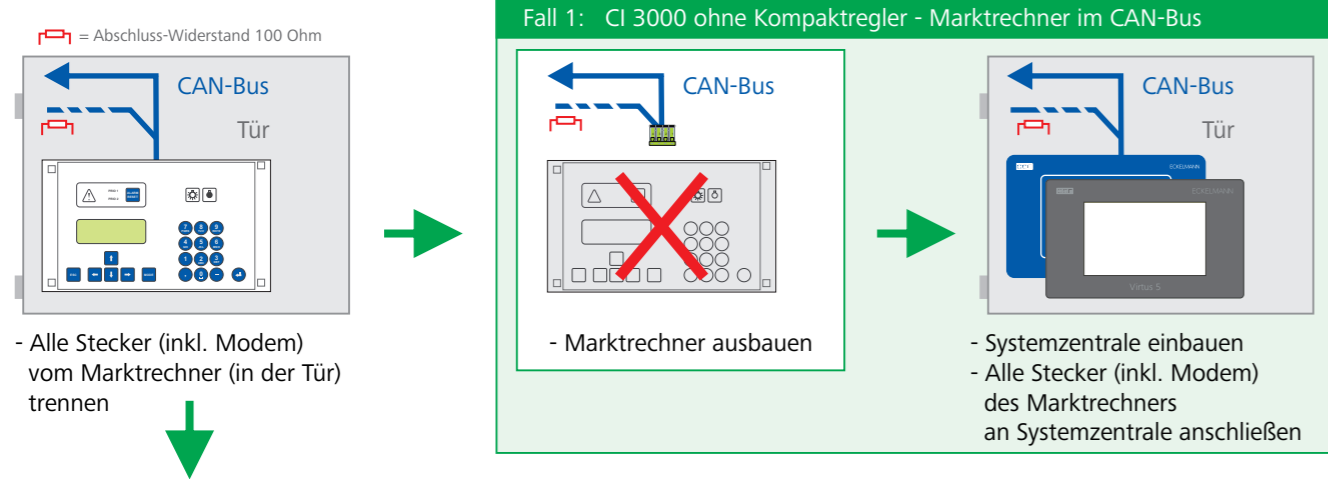 = Abschluss-Widerstand 100 Ohm
CAN-Bus
Tür
- Alle Stecker (inkl. Modem)
vom Marktrechner (in der Tür)
trennen
Fall 1: CI 3000 ohne Kompaktregler - Marktrechner im CAN-Bus
CAN-Bus
- Marktrechner ausbauen
CAN-Bus
Tür
ECKELMANN
ECKELMANN
Virtus 5
- Systemzentrale einbauen
- Alle Stecker (inkl. Modem)
des Marktrechners
an Systemzentrale anschließen